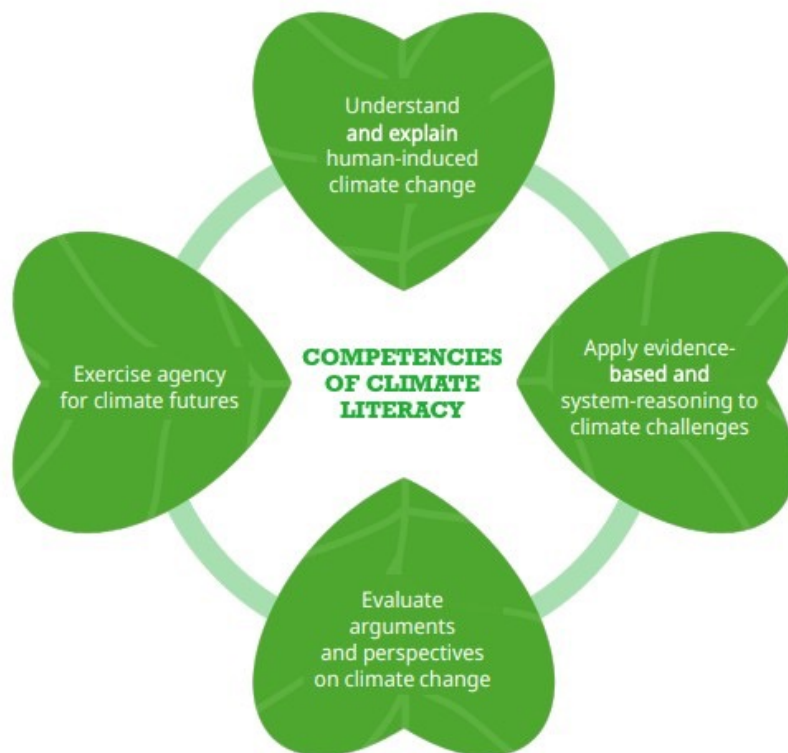 Understand
and explain
human-induced
climate change
COMPETENCIES
OF CLIMATE
LITERACY
Apply evidence-
based and
system-reasoning to
climate challenges
Exercise agency
for climate futures
Evaluate
arguments
and perspectives
on climate change